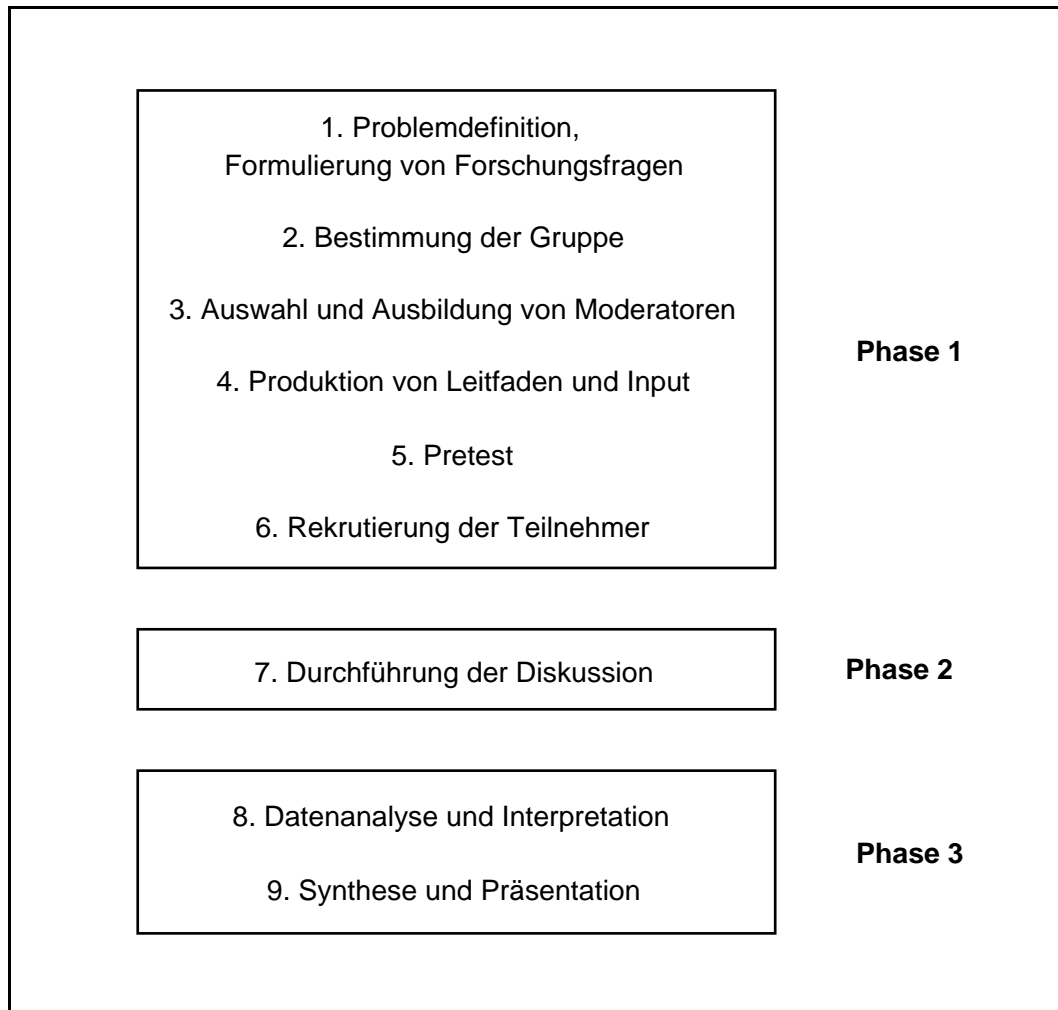 1. Problemdefinition,
Formulierung von Forschungsfragen
2. Bestimmung der Gruppe
3. Auswahl und Ausbildung von Moderatoren
4. Produktion von Leitfaden und Input
5. Pretest
6. Rekrutierung der Teilnehmer
Phase 1
7. Durchführung der Diskussion
Phase 2
8. Datenanalyse und Interpretation
9. Synthese und Präsentation
Phase 3